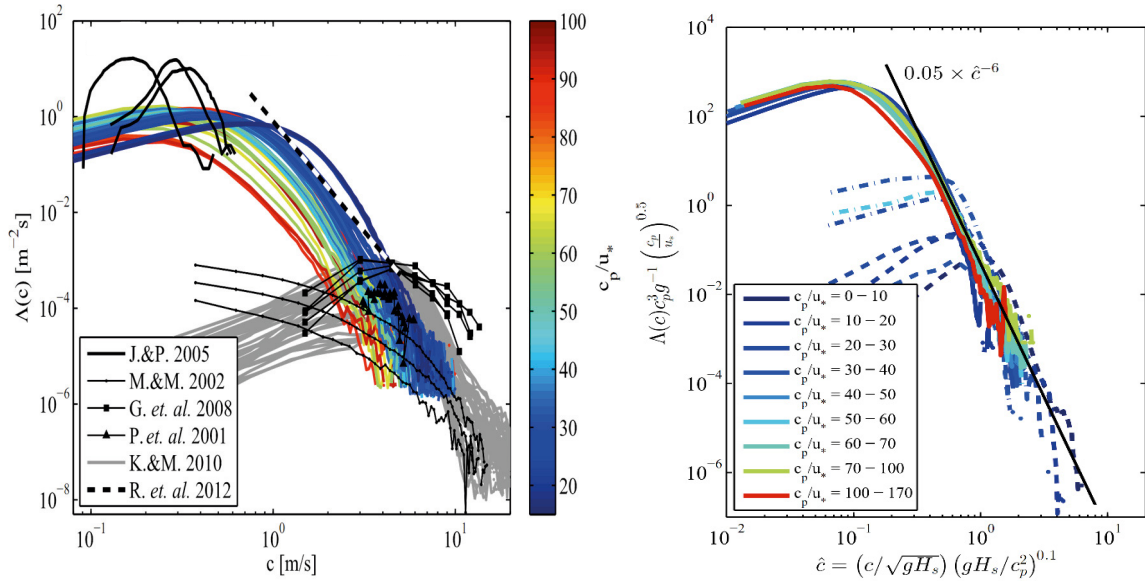 10^2
10^0
10^-2
10^-4
10^-6
10^-8
Λ(c) [m^-2s]
10^-1
10^0
10^1
c [m/s]
J.&P. 2005
M.&M. 2002
G. et. al. 2008
P. et. al. 2001
K.&M. 2010
R. et. al. 2012
100
90
80
70
60
50
40
30
20
c_p/u_*
10^4
10^2
10^0
10^-2
10^-4
10^-6
Λ(c)c_p^3g^-1 (c_p/u_*)^0.5
0.05 × ĉ^-6
c_p/u_* = 0 − 10
c_p/u_* = 10 − 20
c_p/u_* = 20 − 30
c_p/u_* = 30 − 40
c_p/u_* = 40 − 50
c_p/u_* = 50 − 60
c_p/u_* = 60 − 70
c_p/u_* = 70 − 100
c_p/u_* = 100 − 170
10^-2
10^-1
10^0
10^1
ĉ = (c/√gH_s) (gH_s/c_p^2)^0.1